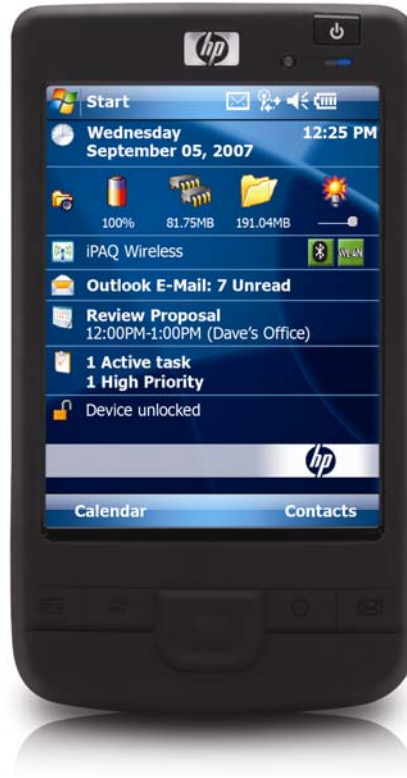 hp
Start
Wednesday 12:25 PM
September 05, 2007
100% 81.75MB 191.04MB
iPAQ Wireless WLAN
Outlook E-Mail: 7 Unread
Review Proposal
12:00PM-1:00PM (Dave's Office)
1 Active task
1 High Priority
Device unlocked
hp
Calendar Contacts